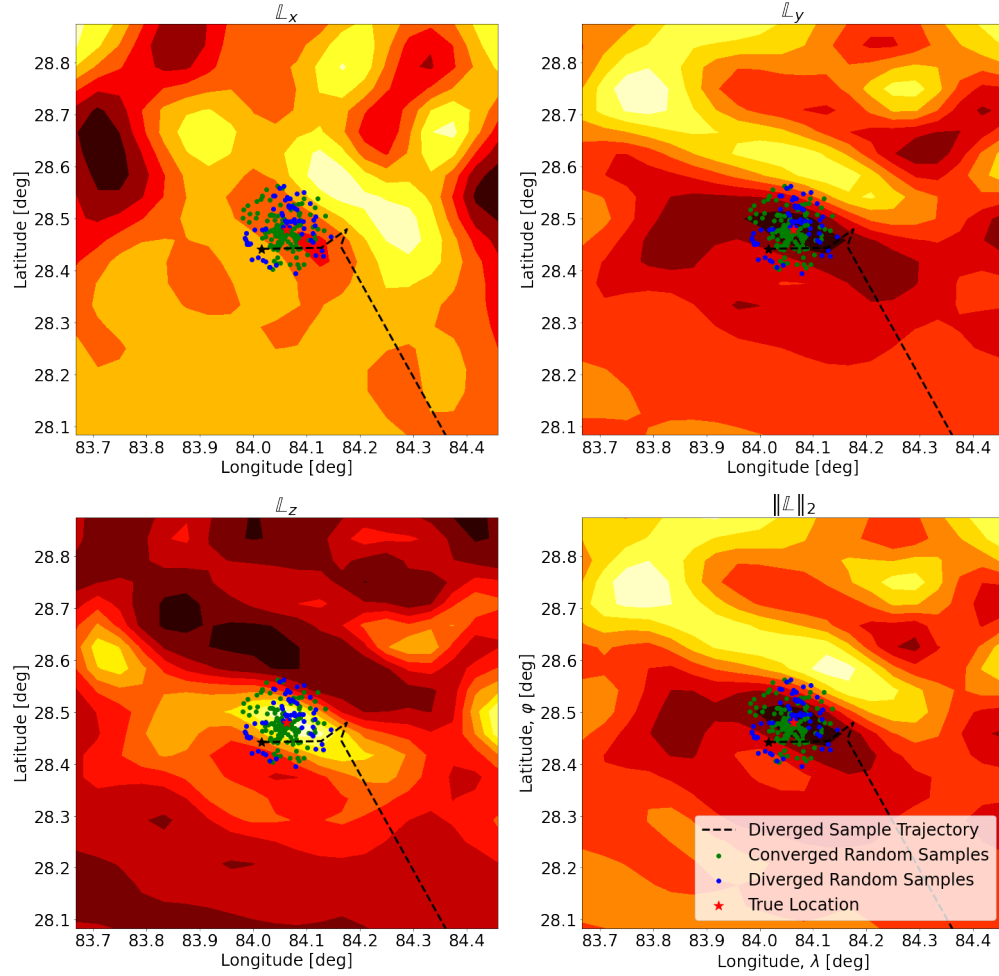 𝕃x
28.8
28.7
28.6
28.5
28.4
28.3
28.2
28.1
Latitude [deg]
83.7 83.8 83.9 84.0 84.1 84.2 84.3 84.4
Longitude [deg]
𝕃y
28.8
28.7
28.6
28.5
28.4
28.3
28.2
28.1
Latitude [deg]
83.7 83.8 83.9 84.0 84.1 84.2 84.3 84.4
Longitude [deg]
𝕃z
28.8
28.7
28.6
28.5
28.4
28.3
28.2
28.1
Latitude [deg]
83.7 83.8 83.9 84.0 84.1 84.2 84.3 84.4
Longitude [deg]
‖𝕃‖2
28.8
28.7
28.6
28.5
28.4
28.3
28.2
28.1
Latitude, φ [deg]
Diverged Sample Trajectory
Converged Random Samples
Diverged Random Samples
True Location
83.7 83.8 83.9 84.0 84.1 84.2 84.3 84.4
Longitude, λ [deg]